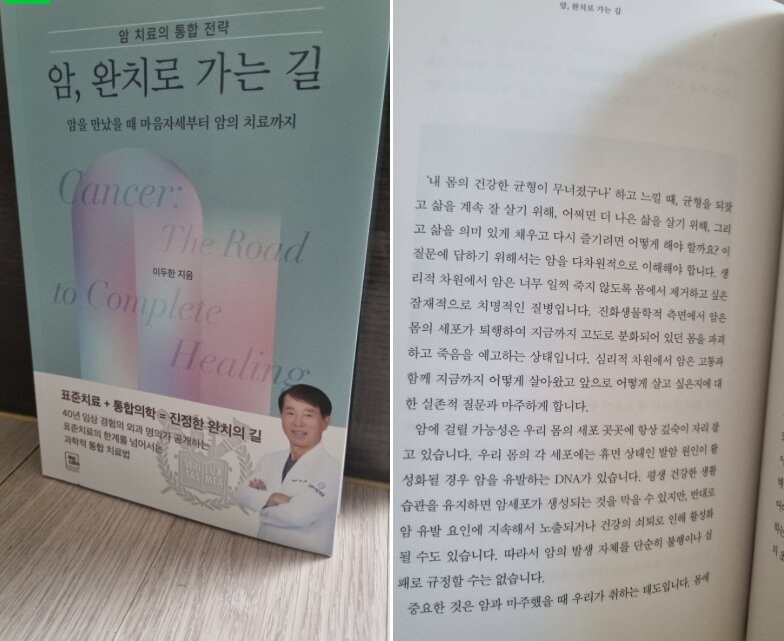 암 치료의 통합 전략
암, 완치로 가는 길
암을 만났을 때 마음자세부터 암의 치료까지
Cancer:
The Road
이두한 지음
to Complete
Healing
표준치료 + 통합의학 = 진정한 완치의 길
40년 임상 경험의 외과 명의가 공개하는
표준치료의 한계를 넘어서는
과학적 통합 치료법
VERI LUX
TAS MEA
암, 완치로 가는 길
‘내 몸의 건강한 균형이 무너졌구나’ 하고 느낄 때, 균형을 되찾
고 삶을 계속 잘 살기 위해, 어쩌면 더 나은 삶을 살기 위해, 그리
고 삶을 의미 있게 채우고 다시 즐기려면 어떻게 해야 할까요? 이
질문에 답하기 위해서는 암을 다차원적으로 이해해야 합니다. 생
리적 차원에서 암은 너무 일찍 죽지 않도록 몸에서 제거하고 싶은
잠재적으로 치명적인 질병입니다. 진화생물학적 측면에서 암은
몸의 세포가 퇴행하여 지금까지 고도로 분화되어 있던 몸을 파괴
하고 죽음을 예고하는 상태입니다. 심리적 차원에서 암은 고통과
함께 지금까지 어떻게 살아왔고 앞으로 어떻게 살고 싶은지에 대
한 실존적 질문과 마주하게 합니다.
암에 걸릴 가능성은 우리 몸의 세포 곳곳에 항상 깊숙이 자리 잡
고 있습니다. 우리 몸의 각 세포에는 휴면 상태인 발암 원인이 활
성화될 경우 암을 유발하는 DNA가 있습니다. 평생 건강한 생활
습관을 유지하면 암세포가 생성되는 것을 막을 수 있지만, 반대로
암 유발 요인에 지속해서 노출되거나 건강의 쇠퇴로 인해 활성화
될 수도 있습니다. 따라서 암의 발생 자체를 단순히 불행이나 실
패로 규정할 수는 없습니다.
중요한 것은 암과 마주했을 때 우리가 취하는 태도입니다. 몸에